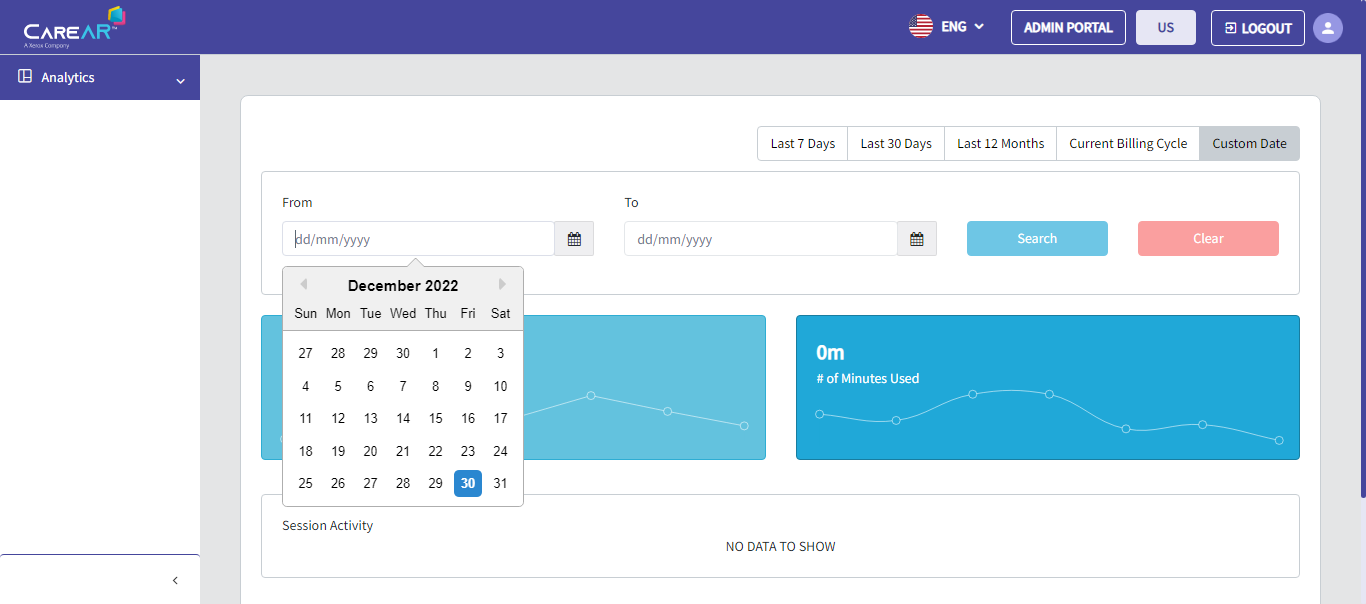 CAREAR™
A Xerox Company
ENG
ADMIN PORTAL
US
LOGOUT
Analytics
Last 7 Days
Last 30 Days
Last 12 Months
Current Billing Cycle
Custom Date
From
To
dd/mm/yyyy
dd/mm/yyyy
Search
Clear
December 2022
Sun Mon Tue Wed Thu Fri Sat
27 28 29 30 1 2 3
4 5 6 7 8 9 10
11 12 13 14 15 16 17
18 19 20 21 22 23 24
25 26 27 28 29 30 31
0m
# of Minutes Used
Session Activity
NO DATA TO SHOW